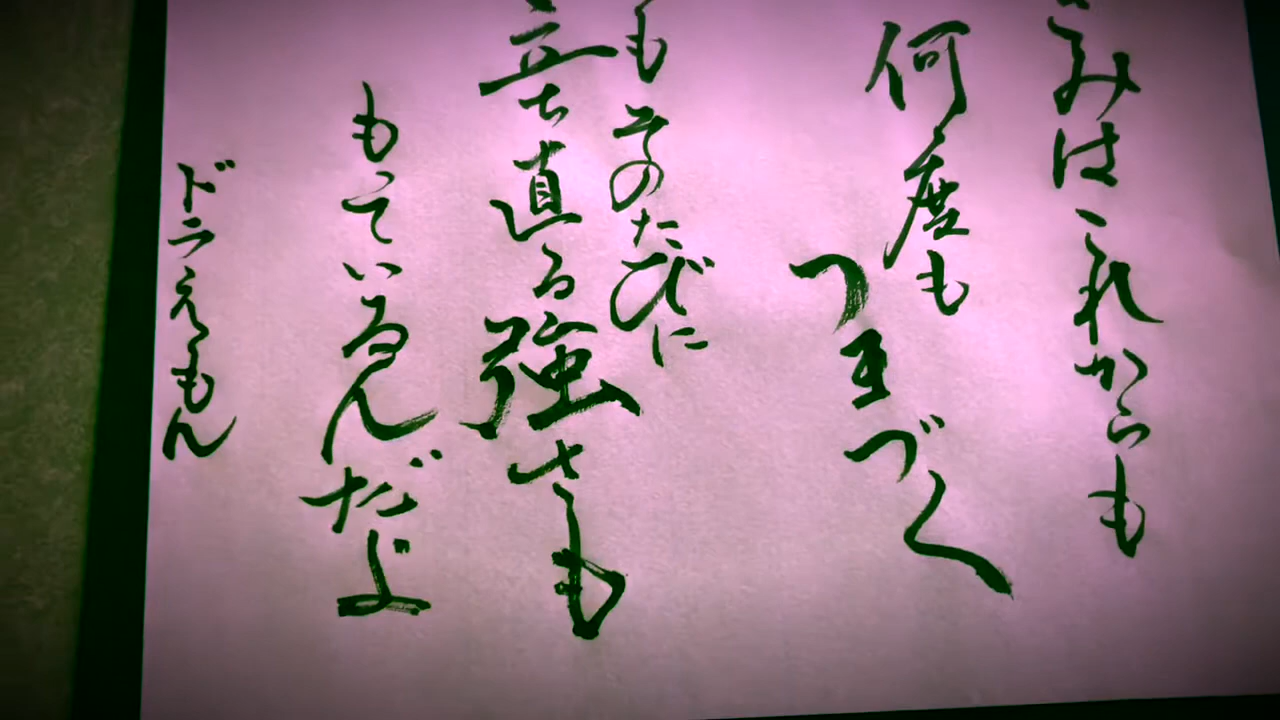 きみはこれからも
何度も
つまづく
もそのたびに
立ち直る強さも
もっているんだよ
ドラえもん